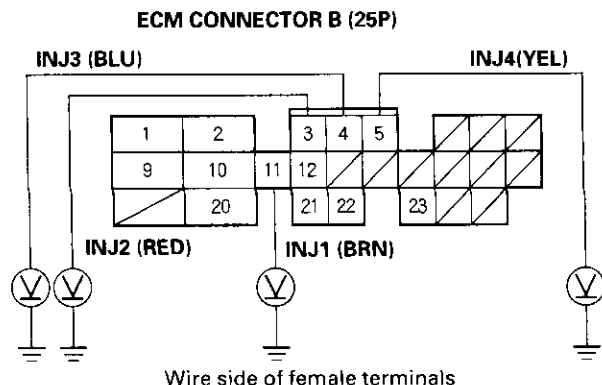 ECM CONNECTOR B (25P)
INJ3 (BLU)
INJ4(YEL)
1 2 3 4 5
9 10 11 12
20 21 22 23
INJ2 (RED)
INJ1 (BRN)
V V V V
Wire side of female terminals